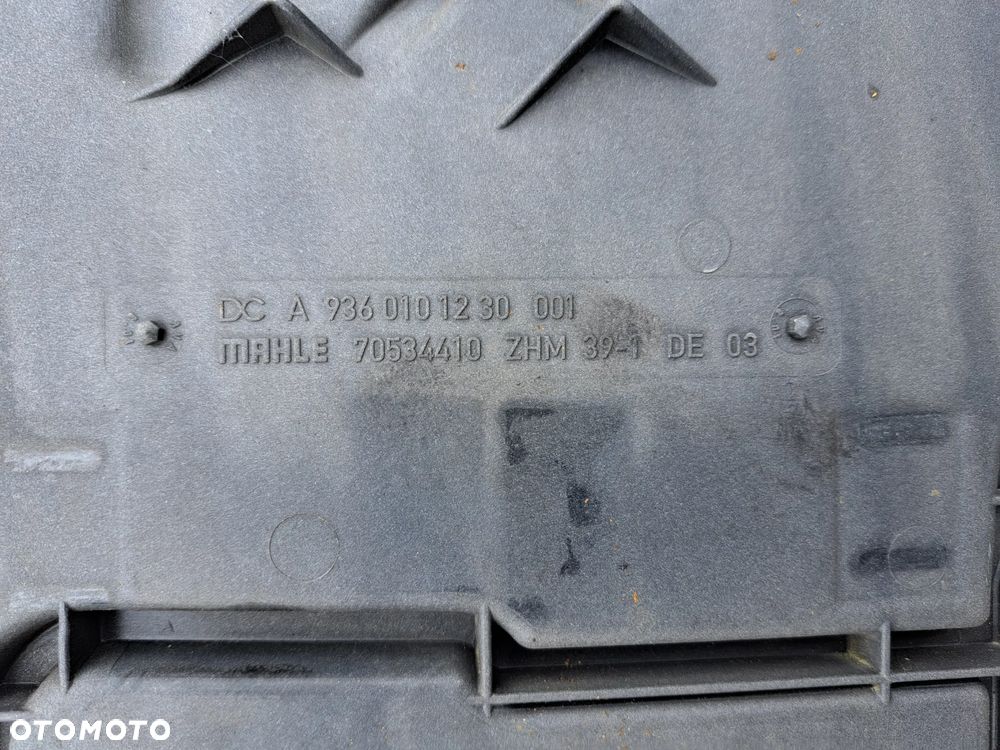 DC A 936 010 12 30 001
MAHLE 70534410 ZHM 39-1 DE 03
OTOMOTO